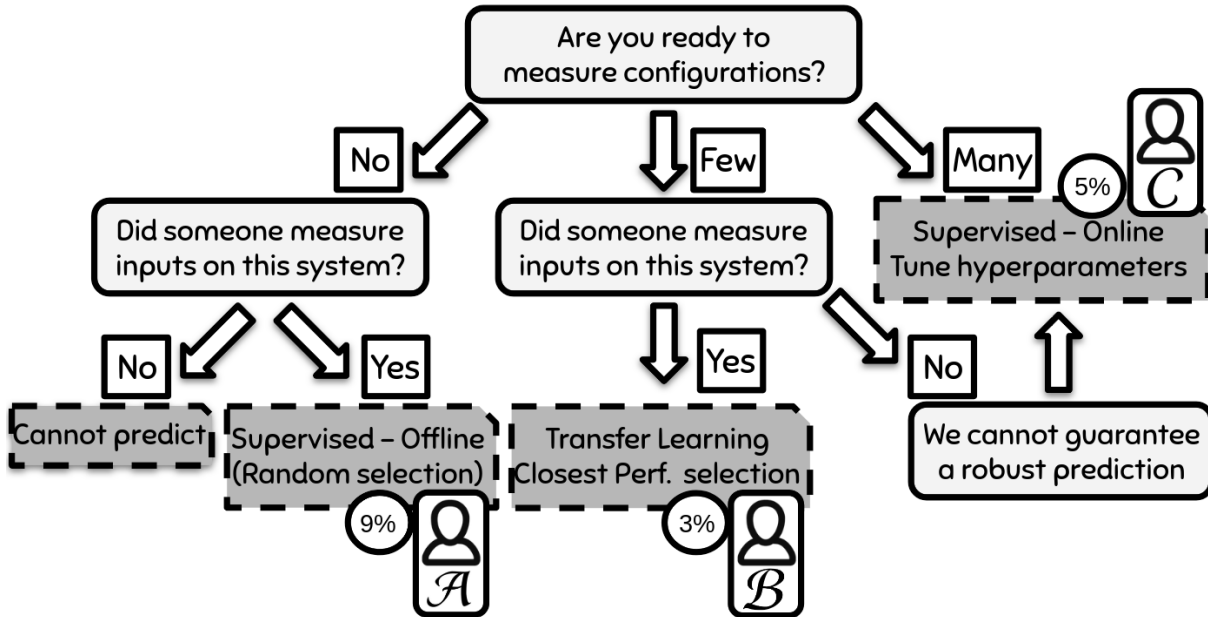 Are you ready to
measure configurations?
No
Few
Many
5%
C
Did someone measure
inputs on this system?
Did someone measure
inputs on this system?
Supervised – Online
Tune hyperparameters
No
Yes
Yes
No
Cannot predict
Supervised – Offline
(Random selection)
9%
A
Transfer Learning
Closest Perf. selection
3%
B
We cannot guarantee
a robust prediction